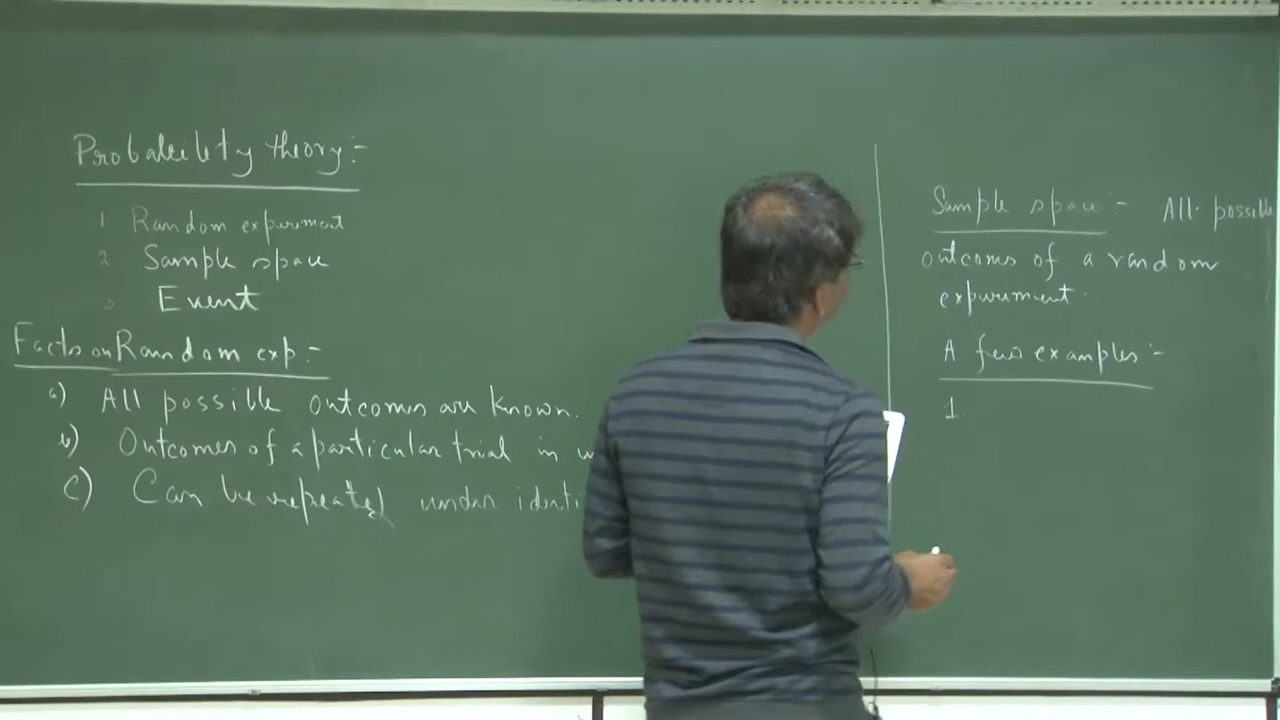 Probability theory:-
1 Random experiment
2 Sample space
3 Event
Facts on Random exp:-
a) All possible outcomes are known.
b) Outcomes of a particular trial in
c) Can be repeated under
Sample space:- All possible
outcoms of a random
experiment.
A few examples:-
1.